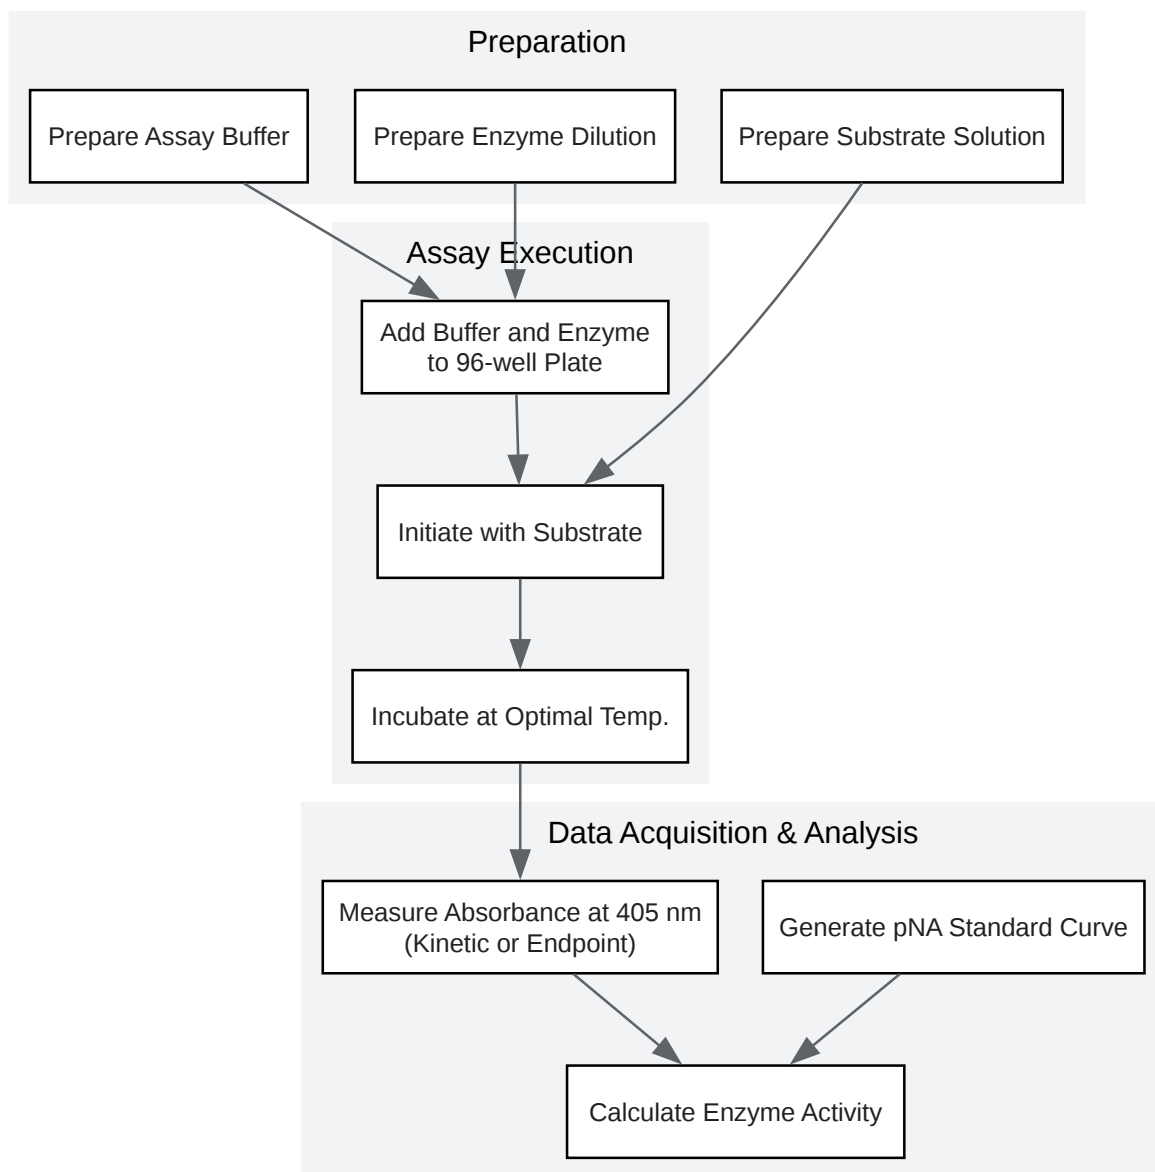 Preparation
Prepare Assay Buffer
Prepare Enzyme Dilution
Prepare Substrate Solution
Assay Execution
Add Buffer and Enzyme
to 96-well Plate
Initiate with Substrate
Incubate at Optimal Temp.
Data Acquisition & Analysis
Measure Absorbance at 405 nm
(Kinetic or Endpoint)
Generate pNA Standard Curve
Calculate Enzyme Activity